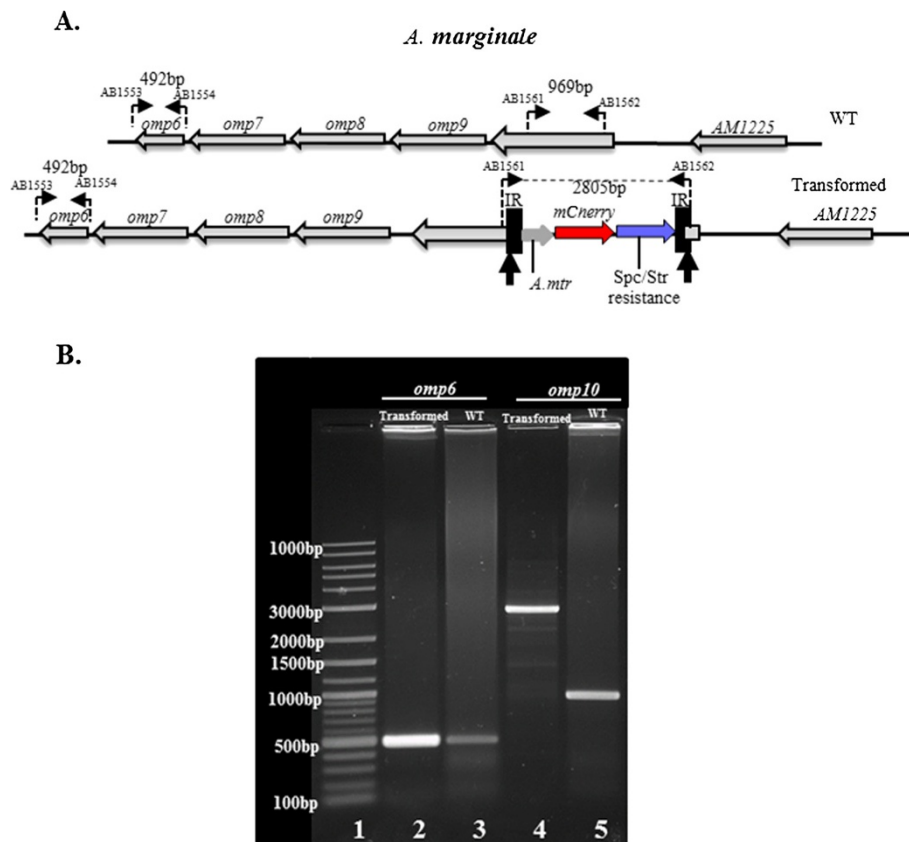 A.
A. marginale
492bp
AB1553
AB1554
omp6
omp7
omp8
omp9
969bp
AB1561
AB1562
AM1225
WT
492bp
AB1553
AB1554
omp6
omp7
omp8
omp9
AB1561
AB1562
2805bp
IR
mCherry
IR
Transformed
AM1225
A.mtr
Spc/Str
resistance
B.
omp6
omp10
Transformed
WT
Transformed
WT
1000bp
3000bp
2000bp
1500bp
1000bp
500bp
100bp
1 2 3 4 5